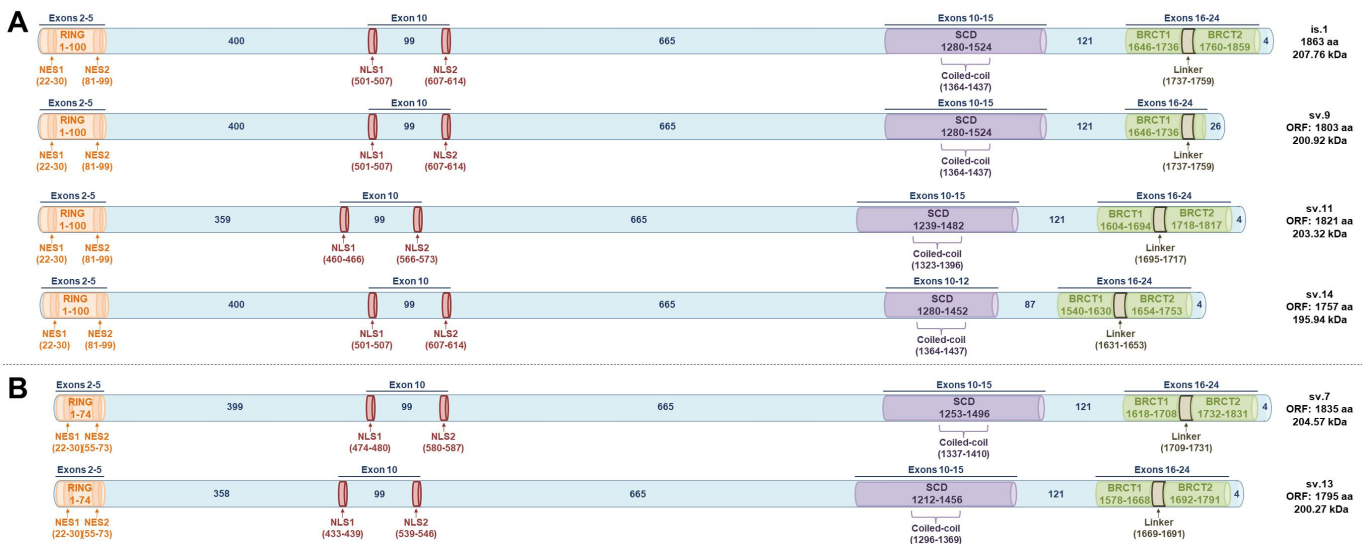 A
Exons 2-5 Exon 10 Exons 10-15 Exons 16-24
RING 1-100 400 99 665 SCD 1280-1524 121 BRCT1 1646-1736 BRCT2 1760-1859 4
NES1 (22-30) NES2 (81-99) NLS1 (501-507) NLS2 (607-614) Coiled-coil (1364-1437) Linker (1737-1759)
is.1
1863 aa
207.76 kDa
Exons 2-5 Exon 10 Exons 10-15 Exons 16-24
RING 1-100 400 99 665 SCD 1280-1524 121 BRCT1 1646-1736 26
NES1 (22-30) NES2 (81-99) NLS1 (501-507) NLS2 (607-614) Coiled-coil (1364-1437) Linker (1737-1759)
sv.9
ORF: 1803 aa
200.92 kDa
Exons 2-5 Exon 10 Exons 10-15 Exons 16-24
RING 1-100 359 99 665 SCD 1239-1482 121 BRCT1 1604-1694 BRCT2 1718-1817 4
NES1 (22-30) NES2 (81-99) NLS1 (460-466) NLS2 (566-573) Coiled-coil (1323-1396) Linker (1695-1717)
sv.11
ORF: 1821 aa
203.32 kDa
Exons 2-5 Exon 10 Exons 10-12 Exons 16-24
RING 1-100 400 99 665 SCD 1280-1452 87 BRCT1 1540-1630 BRCT2 1654-1753 4
NES1 (22-30) NES2 (81-99) NLS1 (501-507) NLS2 (607-614) Coiled-coil (1364-1437) Linker (1631-1653)
sv.14
ORF: 1757 aa
195.94 kDa
B
Exons 2-5 Exon 10 Exons 10-15 Exons 16-24
RING 1-74 399 99 665 SCD 1253-1496 121 BRCT1 1618-1708 BRCT2 1732-1831 4
NES1 (22-30) NES2 (55-73) NLS1 (474-480) NLS2 (580-587) Coiled-coil (1337-1410) Linker (1709-1731)
sv.7
ORF: 1835 aa
204.57 kDa
Exons 2-5 Exon 10 Exons 10-15 Exons 16-24
RING 1-74 358 99 665 SCD 1212-1456 121 BRCT1 1578-1668 BRCT2 1692-1791 4
NES1 (22-30) NES2 (55-73) NLS1 (433-439) NLS2 (539-546) Coiled-coil (1296-1369) Linker (1669-1691)
sv.13
ORF: 1795 aa
200.27 kDa